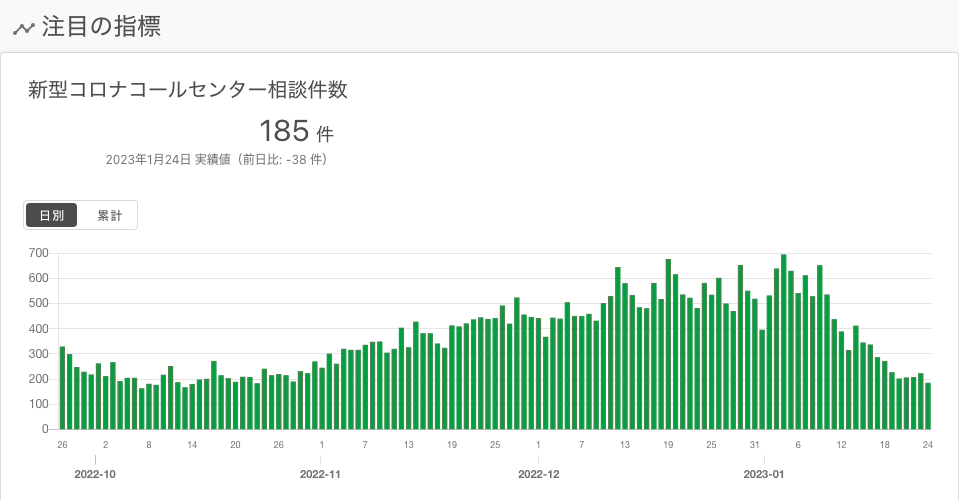 注目の指標
新型コロナコールセンター相談件数
185 件
2023年1月24日 実績値（前日比: -38 件）
日別 累計
700
600
500
400
300
200
100
0
26 2 8 14 20 26 1 7 13 19 25 1 7 13 19 25 31 6 12 18 24
2022-10 2022-11 2022-12 2023-01